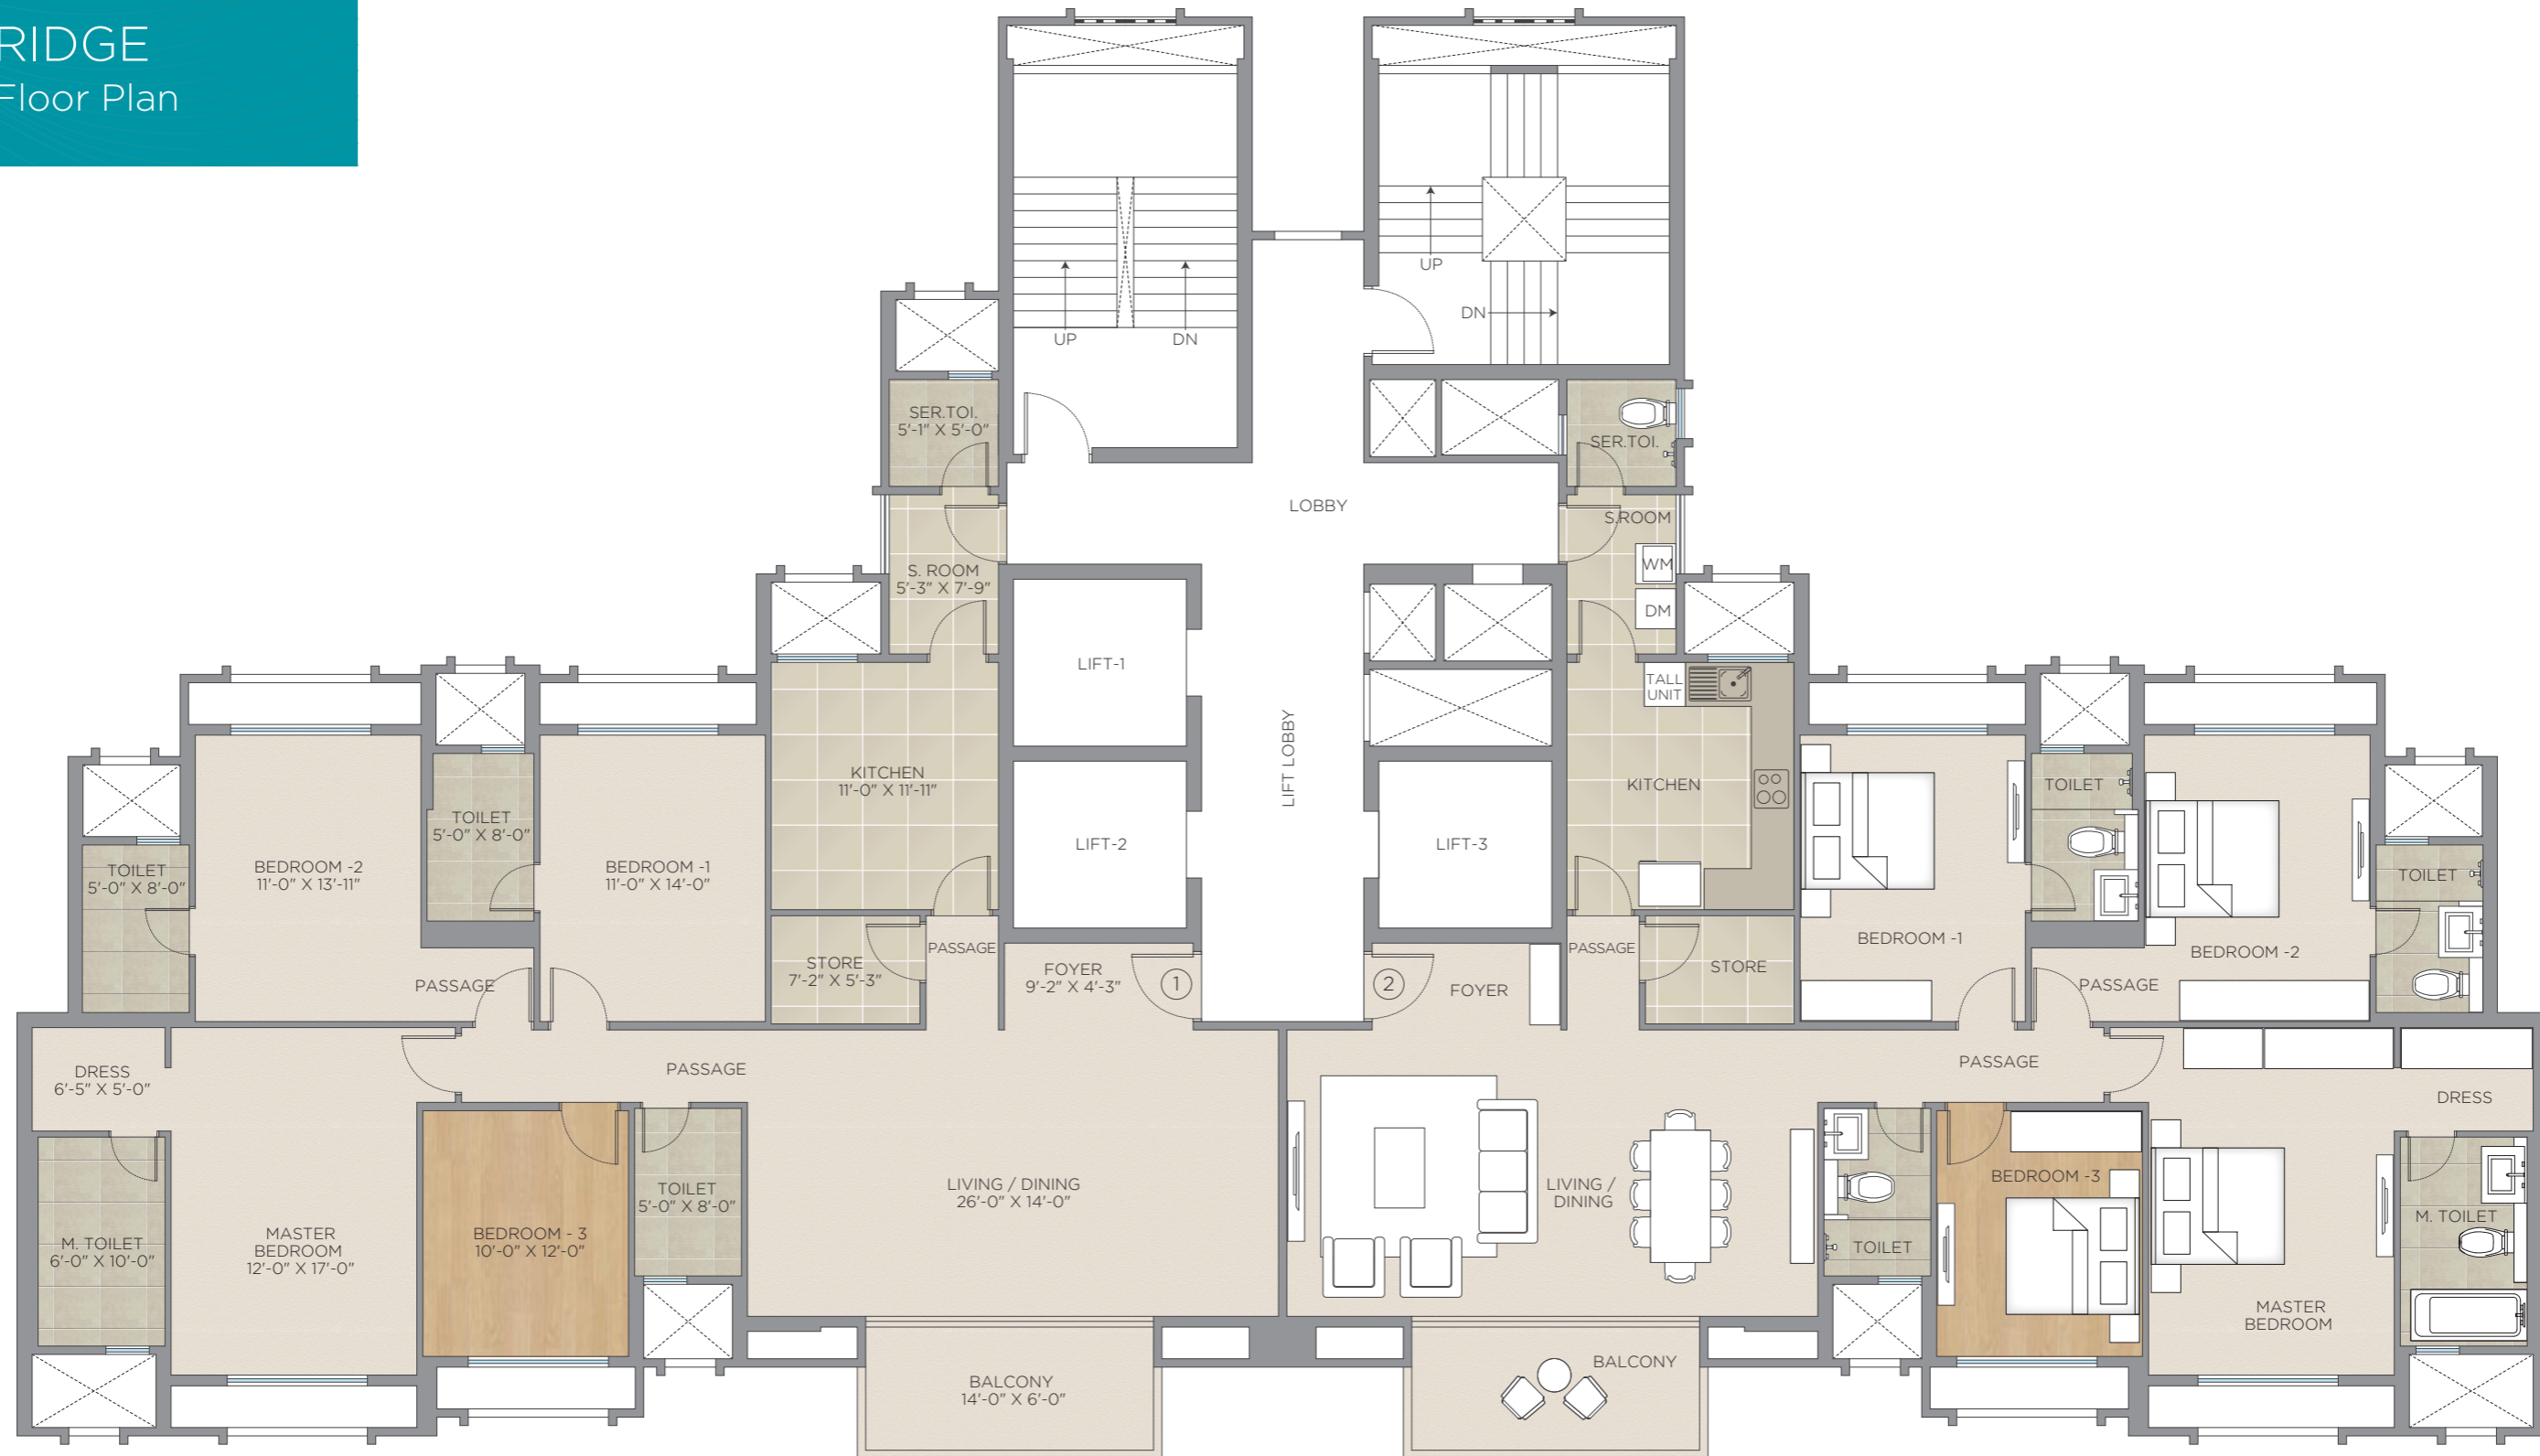 RIDGE
Floor Plan
UP
DN
UP
DN
SER.TOI.
5'-1" X 5'-0"
SER.TOI.
LOBBY
S. ROOM
5'-3" X 7'-9"
S.ROOM
WM
DM
LIFT-1
LIFT-2
LIFT-3
LIFT LOBBY
TALL
UNIT
KITCHEN
11'-0" X 11'-11"
KITCHEN
TOILET
5'-0" X 8'-0"
BEDROOM -2
11'-0" X 13'-11"
TOILET
5'-0" X 8'-0"
BEDROOM -1
11'-0" X 14'-0"
TOILET
TOILET
BEDROOM -1
BEDROOM -2
PASSAGE
STORE
7'-2" X 5'-3"
PASSAGE
FOYER
9'-2" X 4'-3"
1
2
FOYER
PASSAGE
STORE
PASSAGE
DRESS
6'-5" X 5'-0"
PASSAGE
PASSAGE
DRESS
M. TOILET
6'-0" X 10'-0"
MASTER
BEDROOM
12'-0" X 17'-0"
BEDROOM - 3
10'-0" X 12'-0"
TOILET
5'-0" X 8'-0"
LIVING / DINING
26'-0" X 14'-0"
LIVING /
DINING
TOILET
BEDROOM -3
MASTER
BEDROOM
M. TOILET
BALCONY
14'-0" X 6'-0"
BALCONY